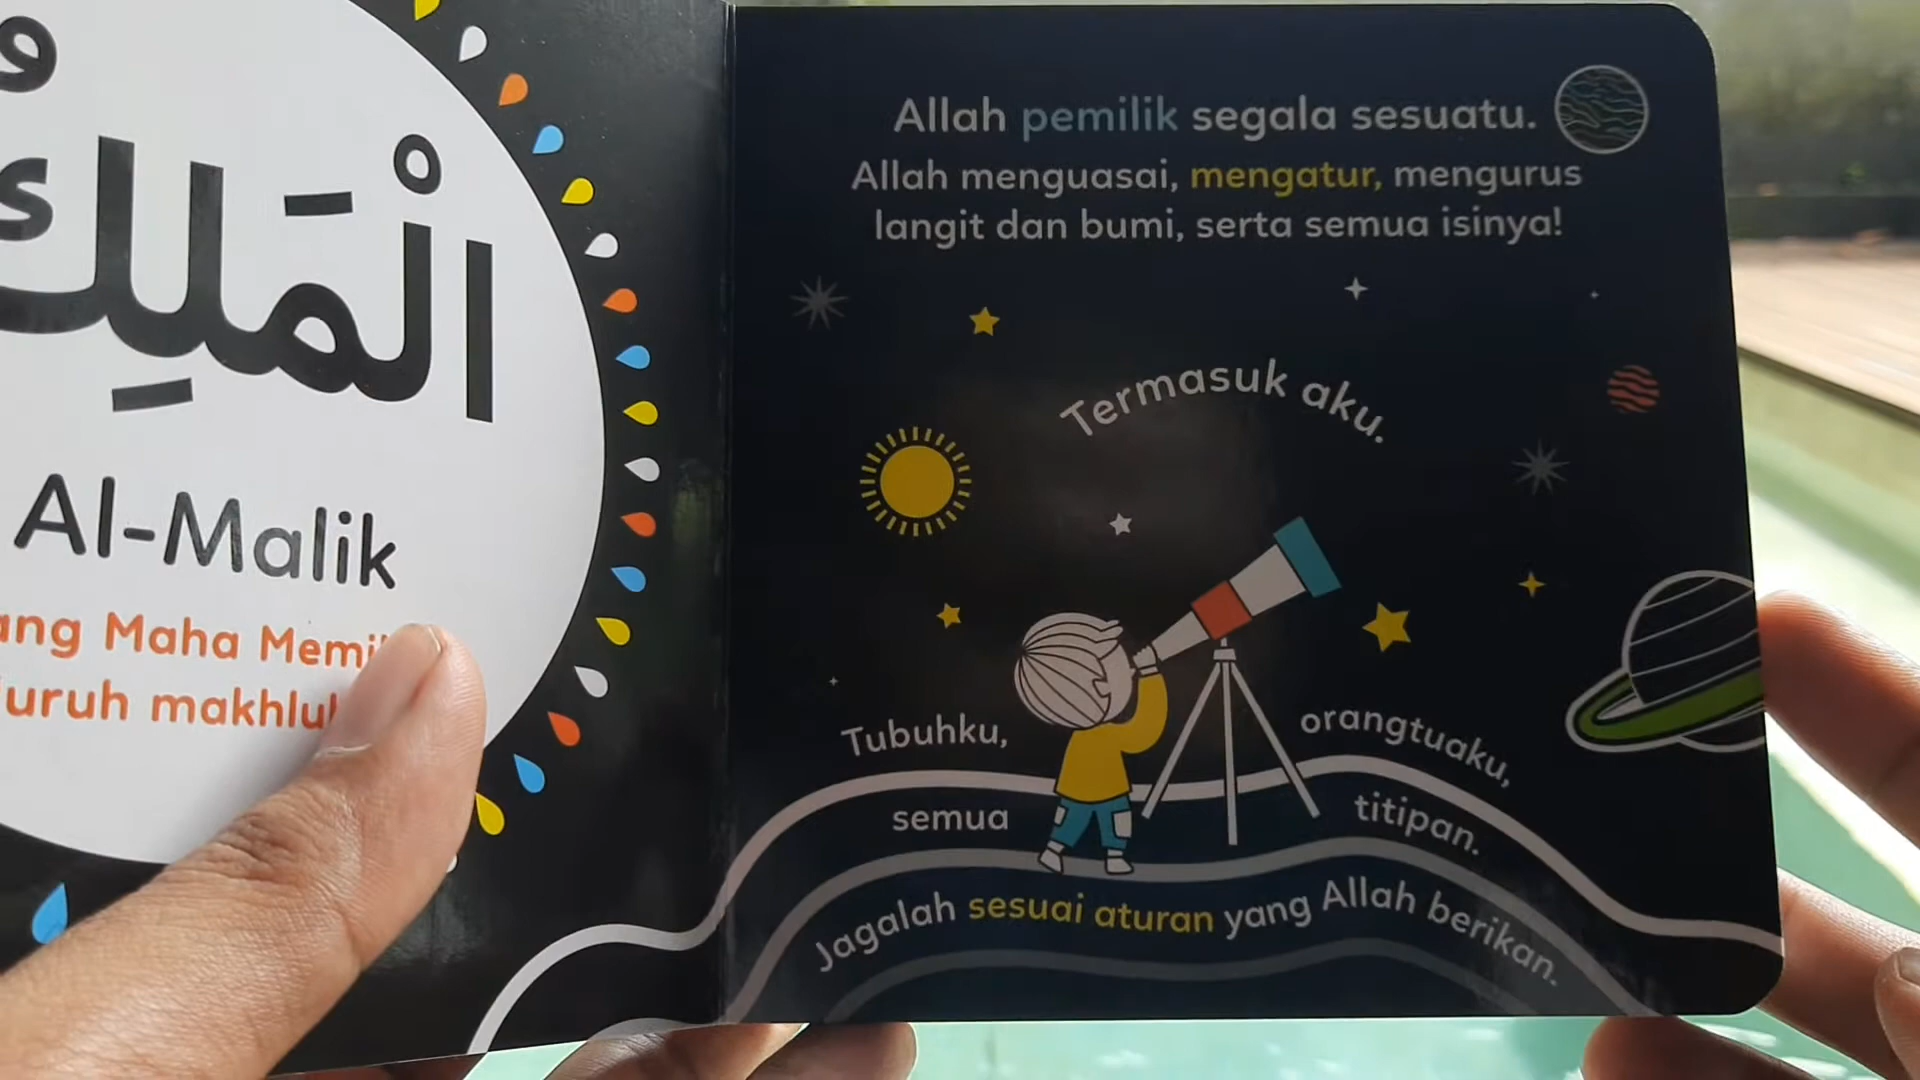 الْمَلِكُ
Al-Malik
Maha
makhluk
Allah pemilik segala sesuatu.
Allah menguasai, mengatur, mengurus
langit dan bumi, serta semua isinya!
Termasuk aku.
Tubuhku, orangtuaku,
semua titipan.
Jagalah sesuai aturan yang Allah berikan.